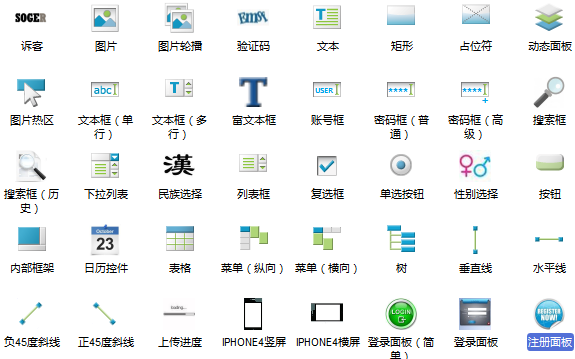 SOGER
EMSI
诉客
图片
图片轮播
验证码
文本
矩形
占位符
动态面板
abc
T
T
USER
****
****
图片热区
文本框（单行）
文本框（多行）
富文本框
账号框
密码框（普通）
密码框（高级）
搜索框
漢
搜索框（历史）
下拉列表
民族选择
列表框
复选框
单选按钮
性别选择
按钮
October
23
内部框架
日历控件
表格
菜单（纵向）
菜单（横向）
树
垂直线
水平线
loading...
LOGIN
REGISTER
NOW!
负45度斜线
正45度斜线
上传进度
IPHONE4竖屏
IPHONE4横屏
登录面板（简单）
登录面板
注册面板